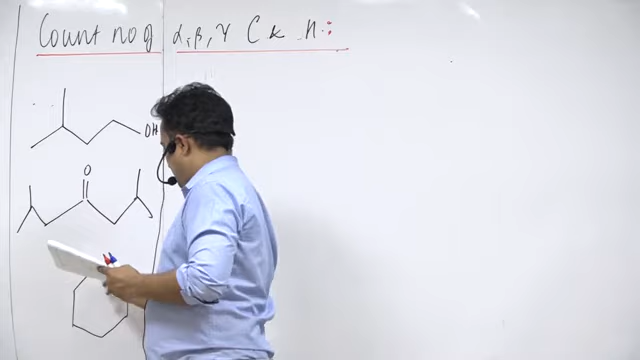 Count no of α, β, γ C & H :
OH
O